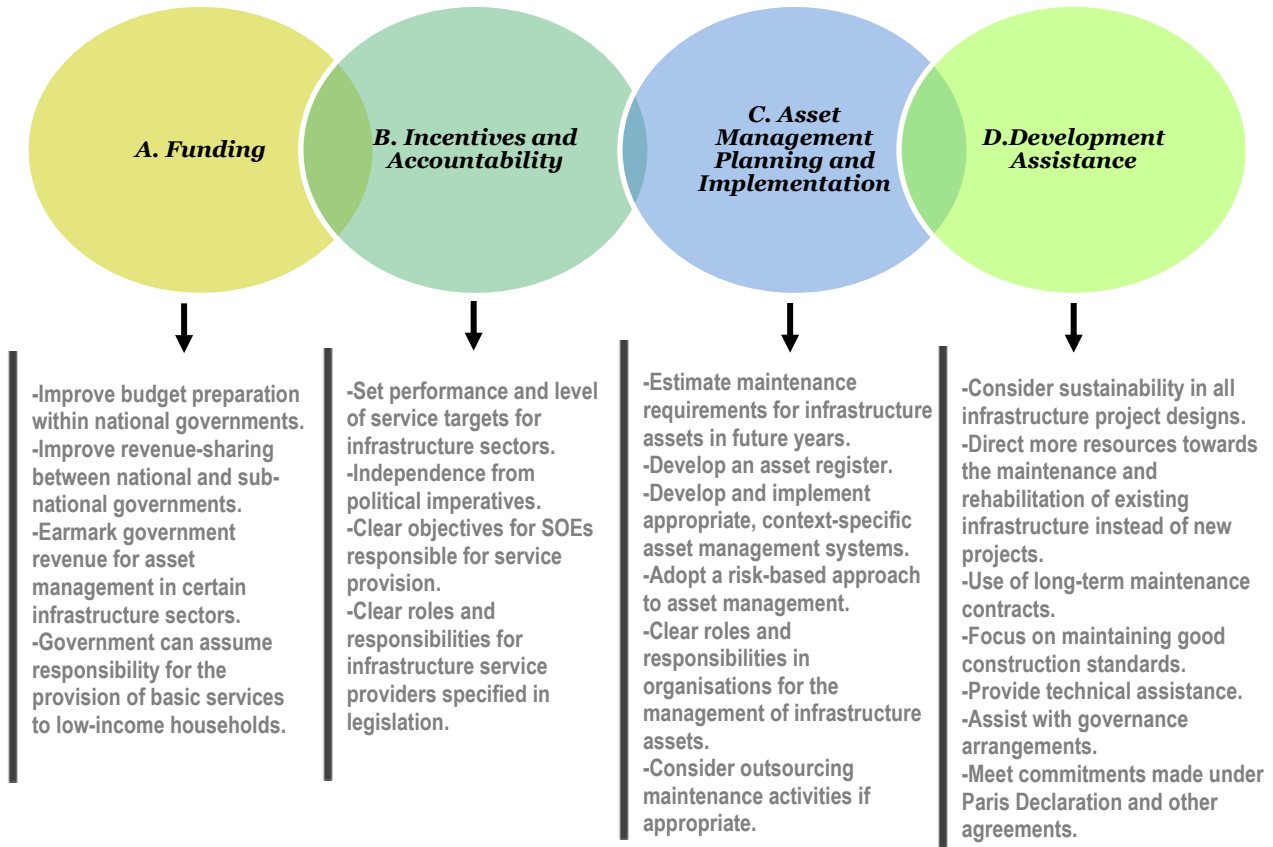 A. Funding
B. Incentives and
Accountability
C. Asset
Management
Planning and
Implementation
D.Development
Assistance
-Improve budget preparation
within national governments.
-Improve revenue-sharing
between national and sub-
national governments.
-Earmark government
revenue for asset
management in certain
infrastructure sectors.
-Government can assume
responsibility for the
provision of basic services
to low-income households.
-Set performance and level
of service targets for
infrastructure sectors.
-Independence from
political imperatives.
-Clear objectives for SOEs
responsible for service
provision.
-Clear roles and
responsibilities for
infrastructure service
providers specified in
legislation.
-Estimate maintenance
requirements for infrastructure
assets in future years.
-Develop an asset register.
-Develop and implement
appropriate, context-specific
asset management systems.
-Adopt a risk-based approach
to asset management.
-Clear roles and
responsibilities in
organisations for the
management of infrastructure
assets.
-Consider outsourcing
maintenance activities if
appropriate.
-Consider sustainability in all
infrastructure project designs.
-Direct more resources towards
the maintenance and
rehabilitation of existing
infrastructure instead of new
projects.
-Use of long-term maintenance
contracts.
-Focus on maintaining good
construction standards.
-Provide technical assistance.
-Assist with governance
arrangements.
-Meet commitments made under
Paris Declaration and other
agreements.